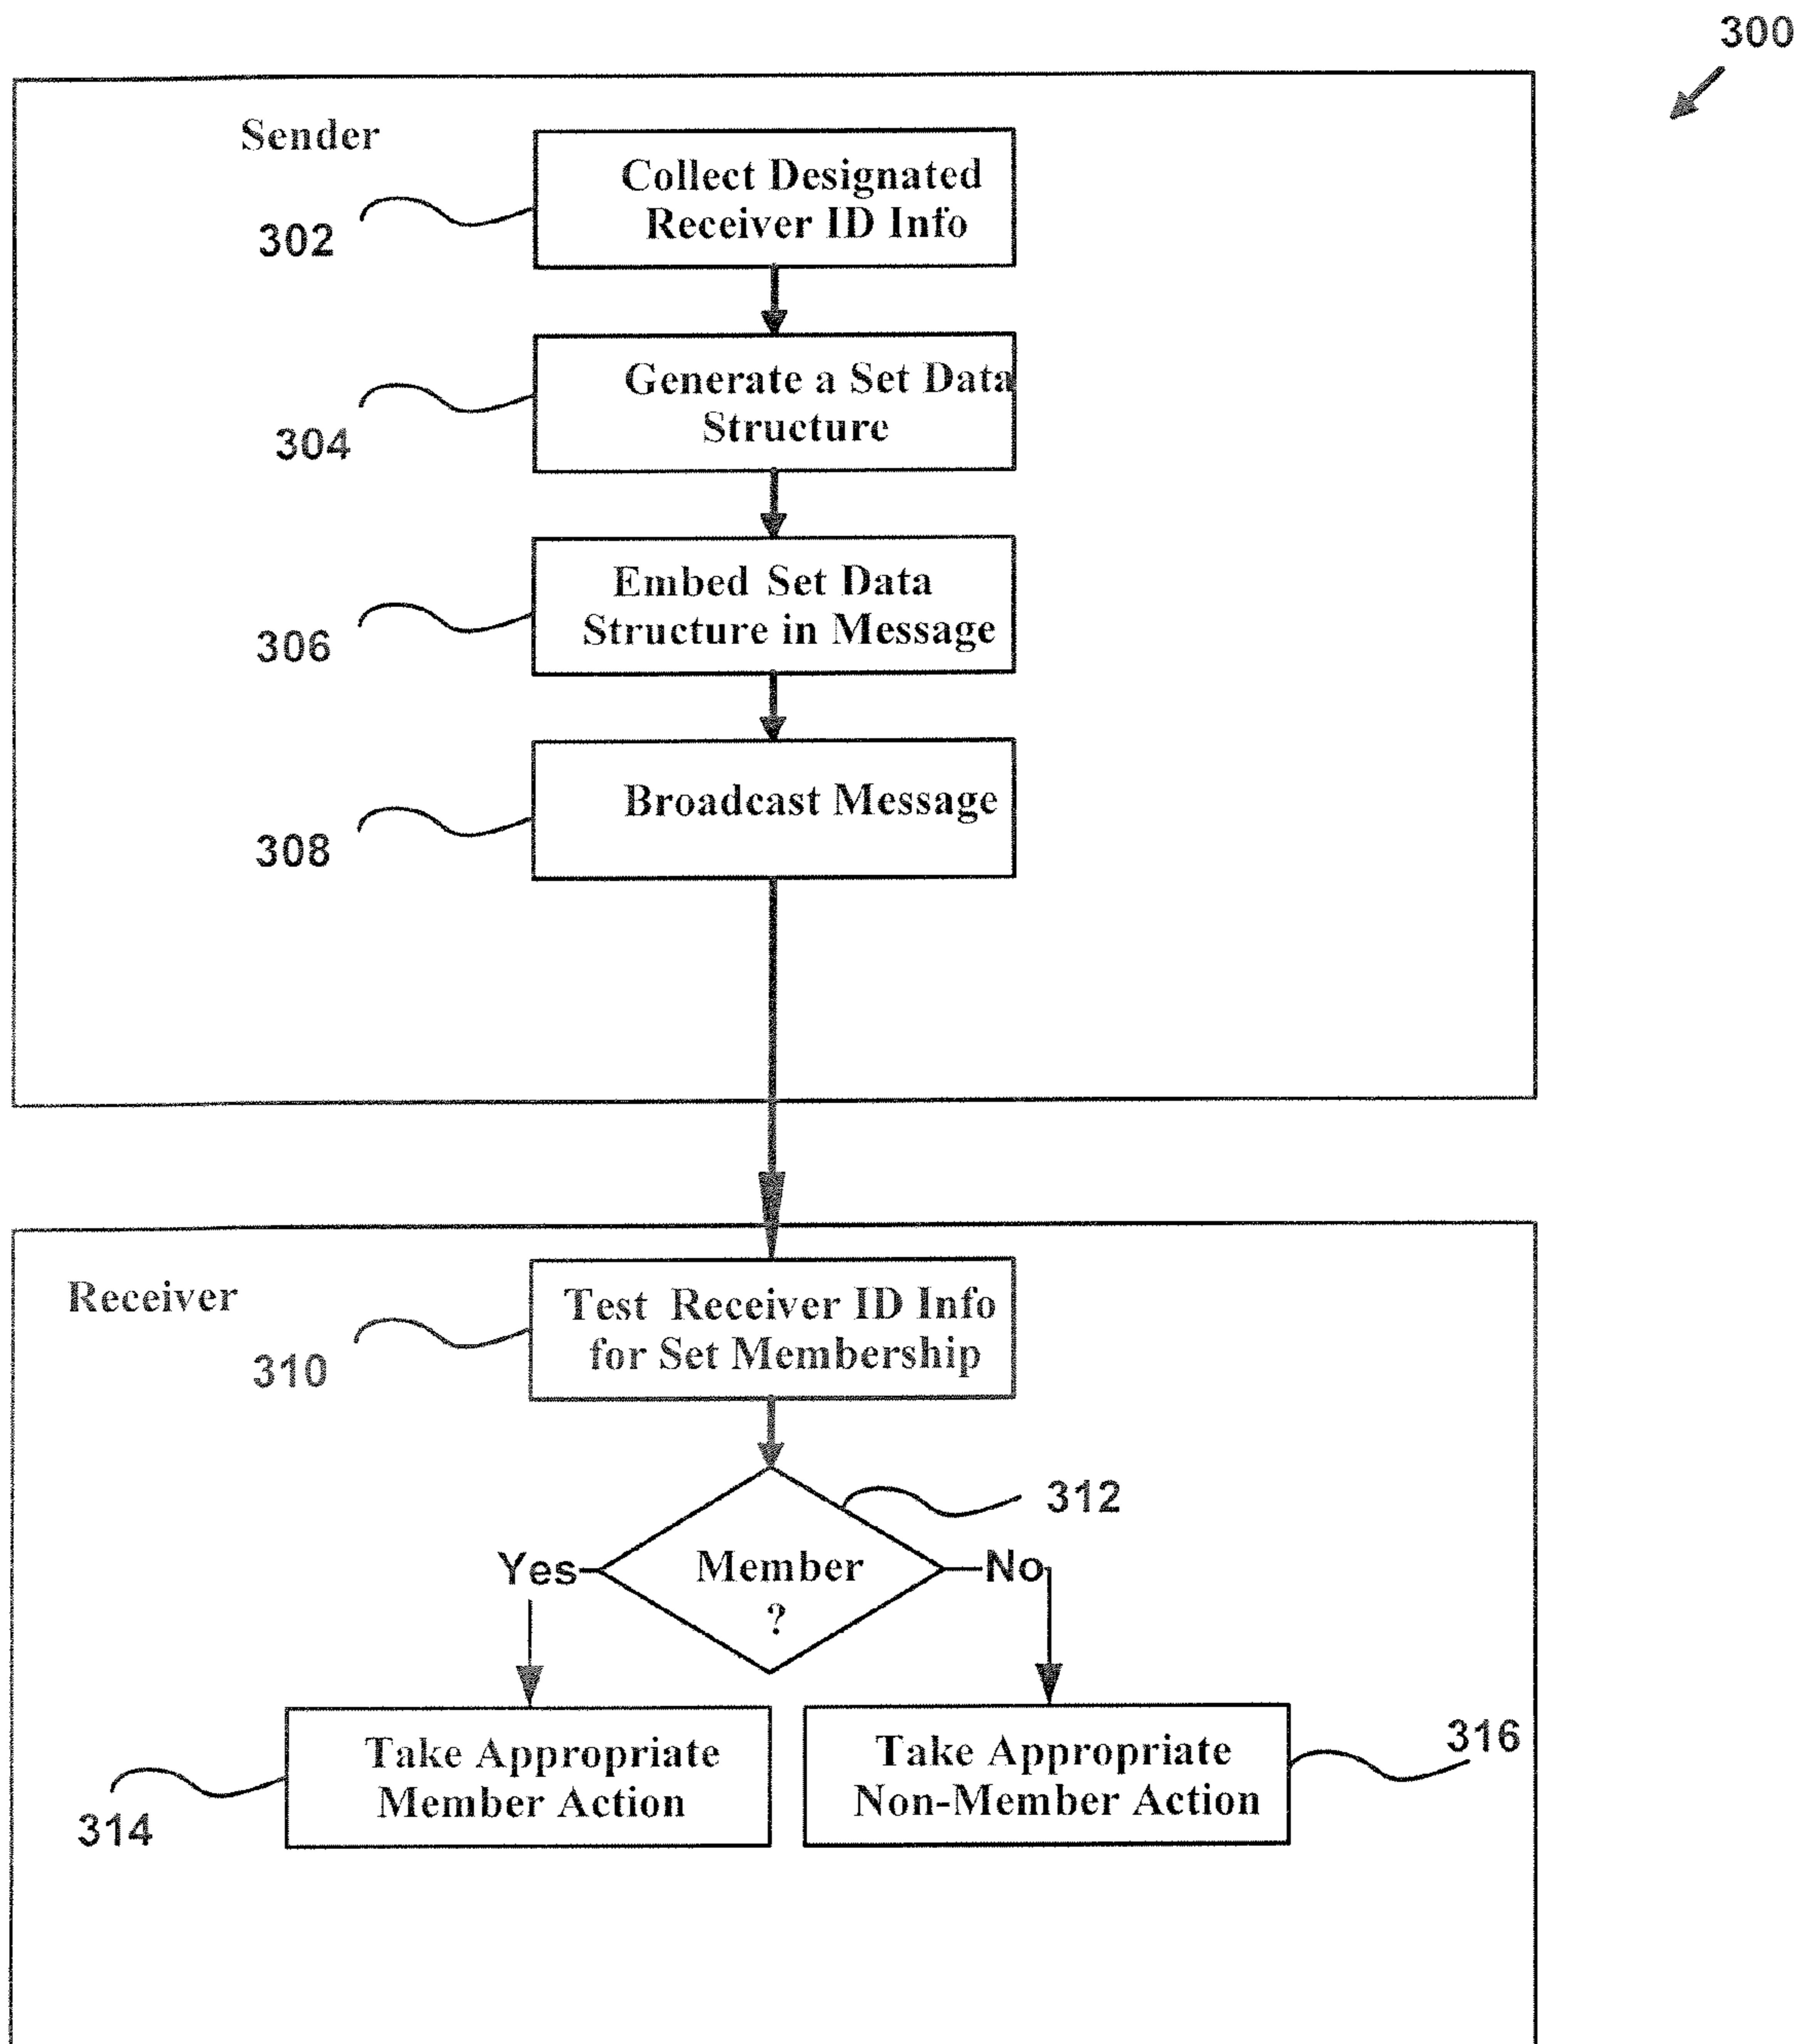 300
Sender
Collect Designated
Receiver ID Info
302
Generate a Set Data
Structure
304
Embed Set Data
Structure in Message
306
Broadcast Message
308
Receiver
Test Receiver ID Info
for Set Membership
310
312
Member
?
Yes
No
Take Appropriate
Member Action
314
Take Appropriate
Non-Member Action
316